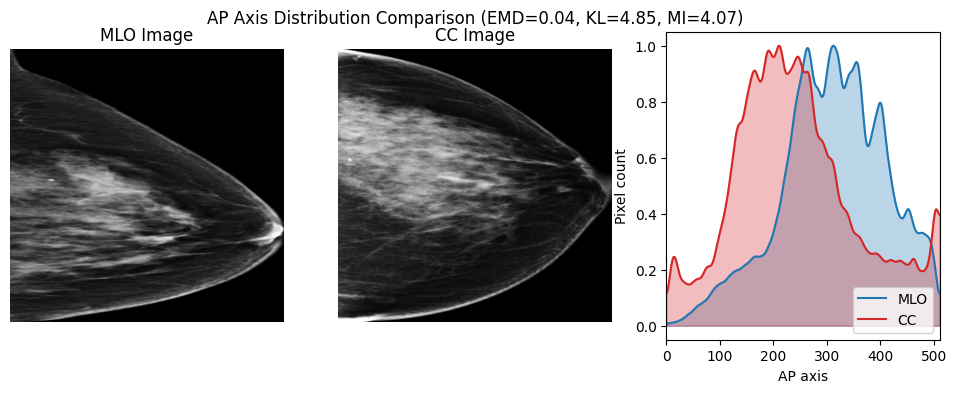 AP Axis Distribution Comparison (EMD=0.04, KL=4.85, MI=4.07)
MLO Image
CC Image
Pixel count
1.0
0.8
0.6
0.4
0.2
0.0
MLO
CC
0 100 200 300 400 500
AP axis